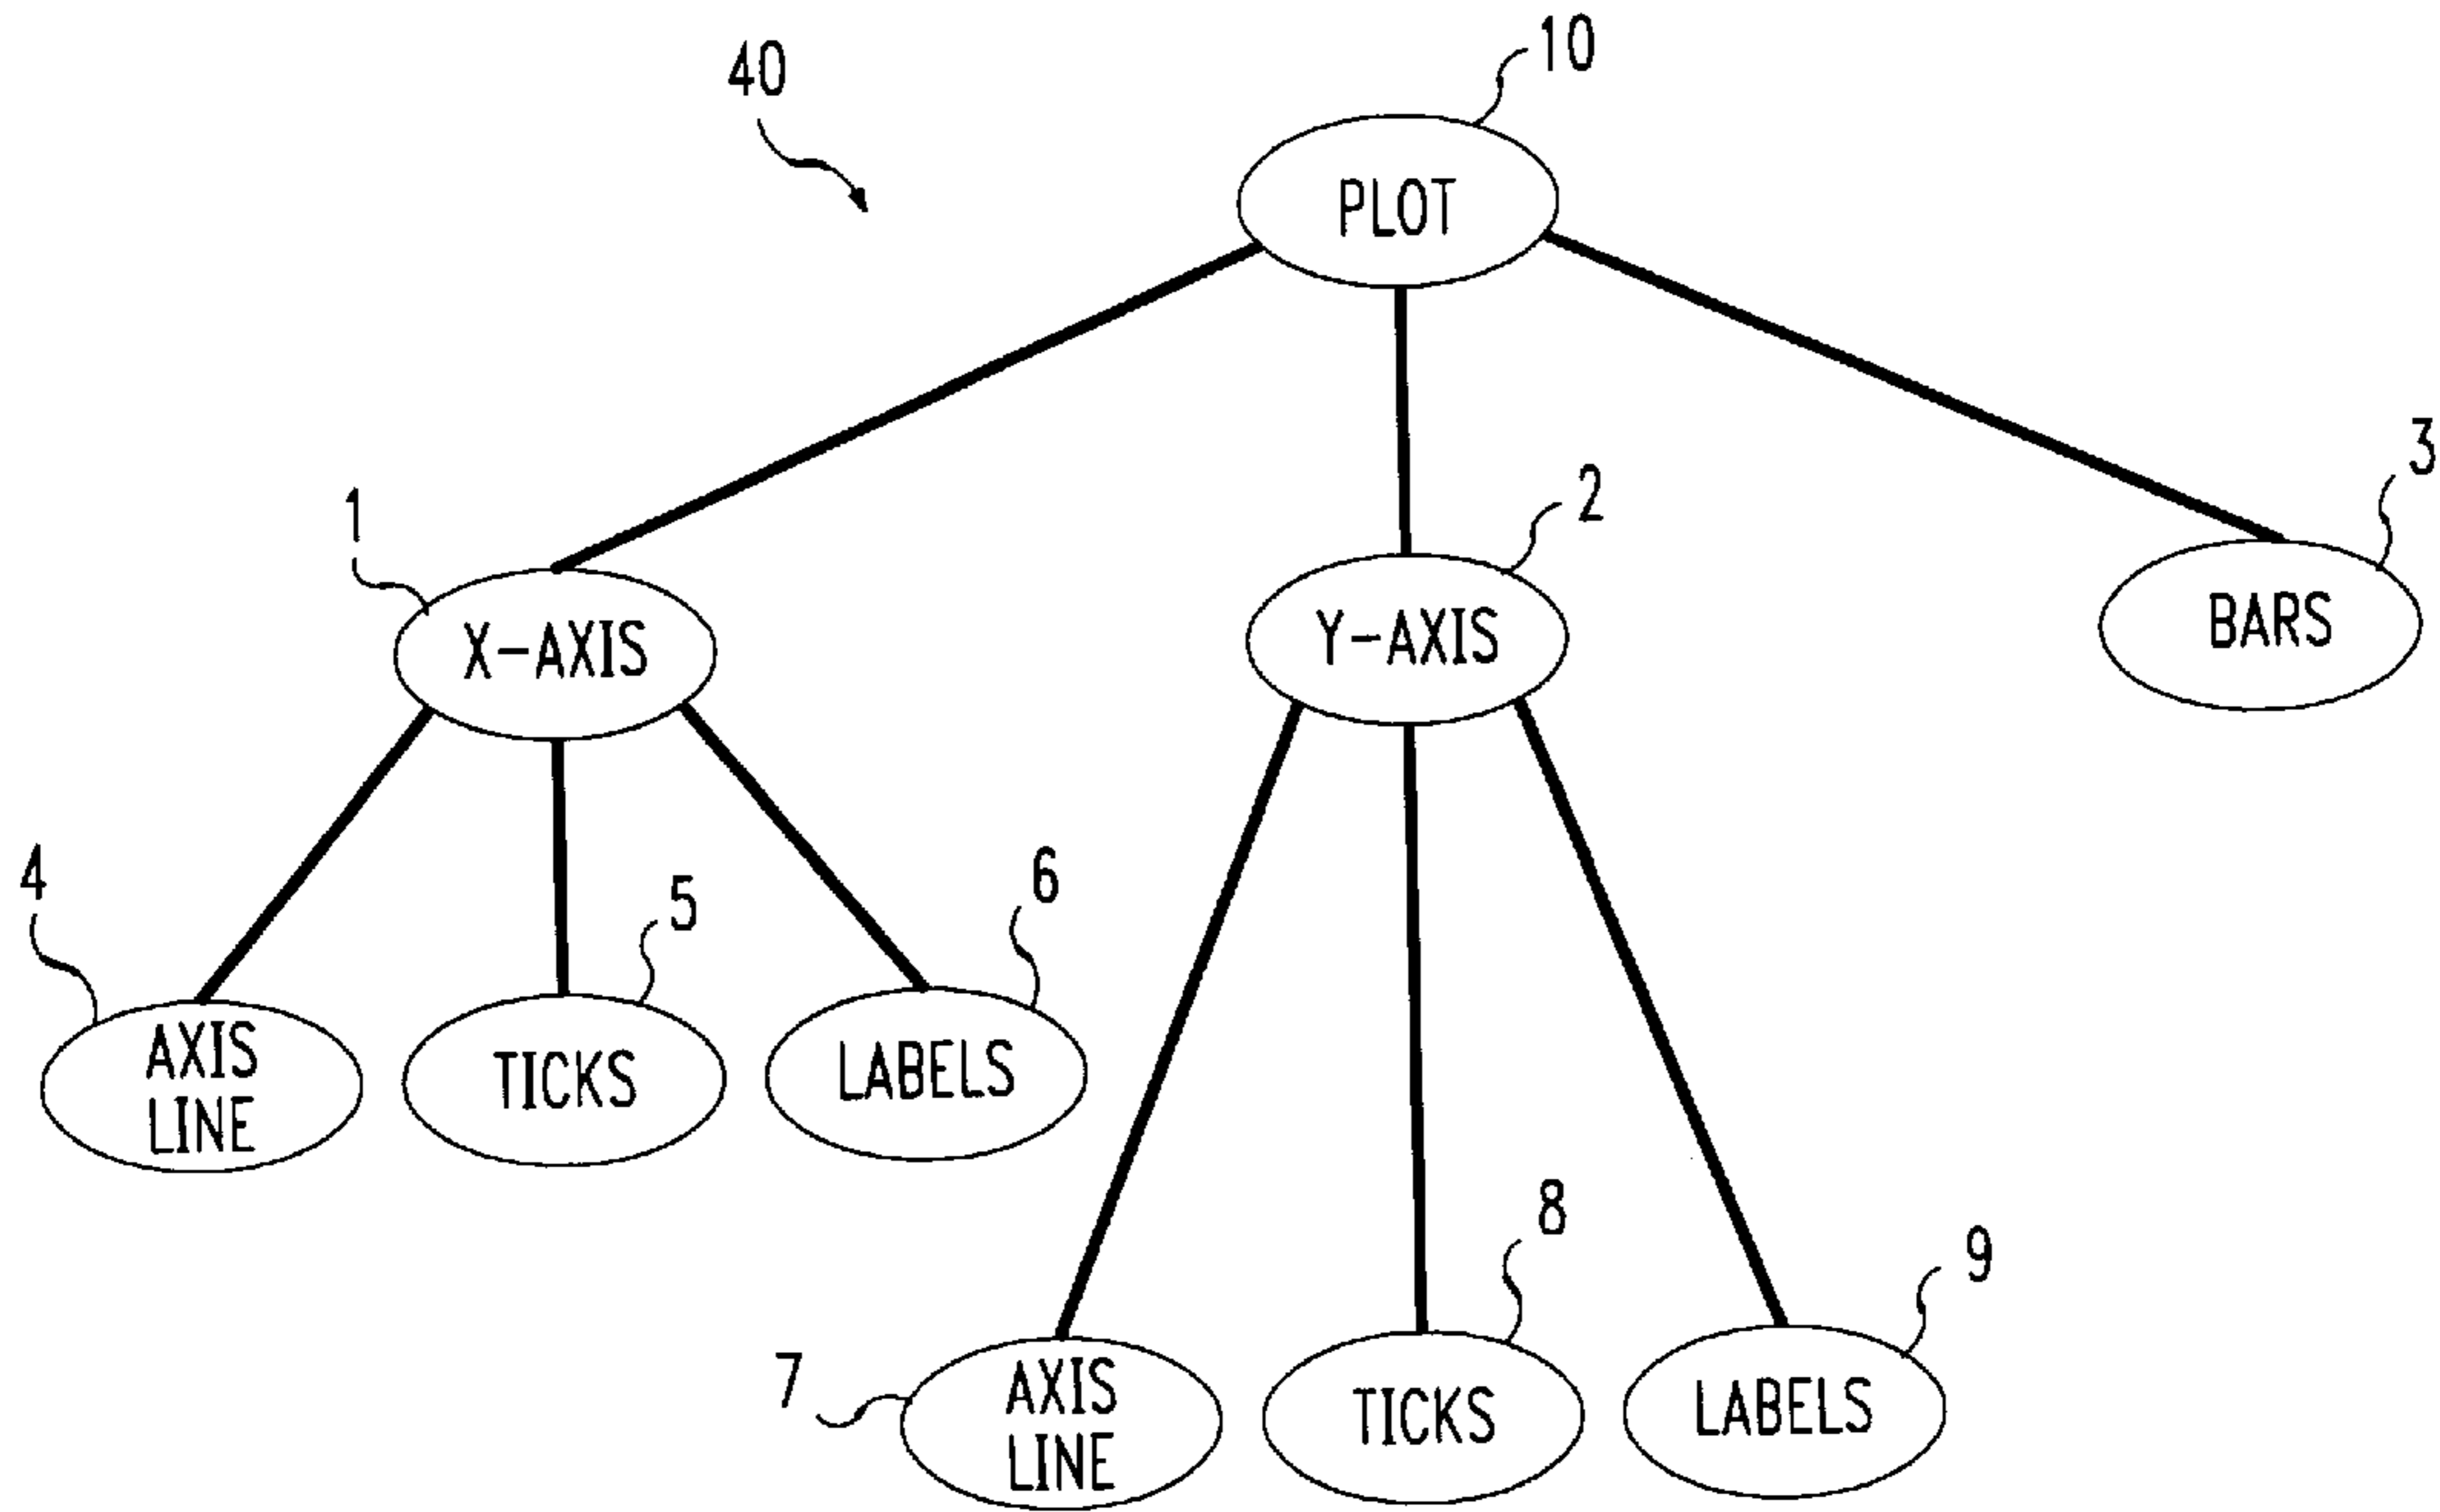 10
40
PLOT
3
2
1
BARS
Y-AXIS
X-AXIS
4
5
6
AXIS
LINE
TICKS
LABELS
8
9
7
AXIS
LINE
TICKS
LABELS